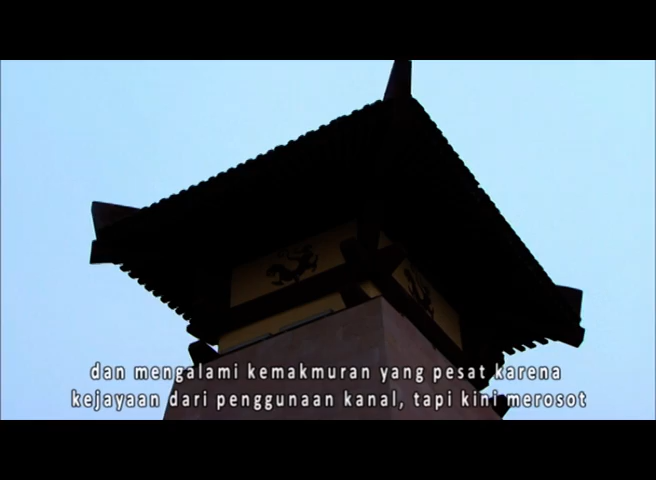 dan mengalami kemakmuran yang pesat karena
kejayaan dari penggunaan kanal, tapi kini merosot